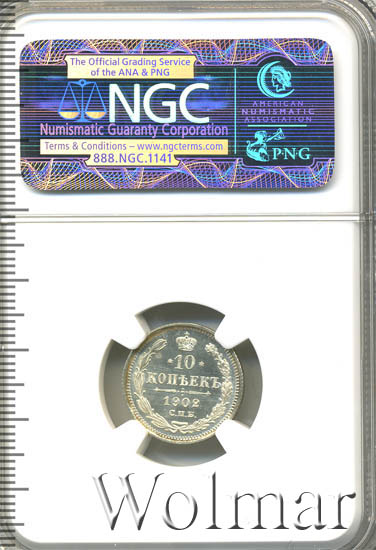 The Official Grading Service
of the ANA & PNG
NGC
Numismatic Guaranty Corporation
Terms & Conditions – www.ngcterms.com
888.NGC.1141
AMERICAN
NUMISMATIC
ASSOCIATION
P·N·G
10
КОПѢЕКЪ
1902
С.П.Б.
Wolmar